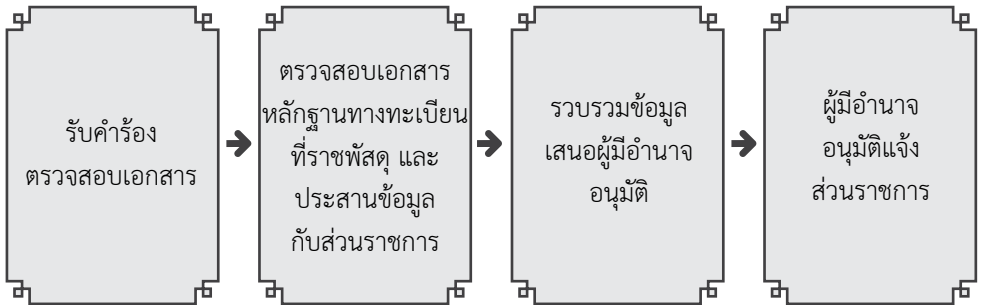 รับคำร้อง
ตรวจสอบเอกสาร
ตรวจสอบเอกสาร
หลักฐานทางทะเบียน
ที่ราชพัสดุ และ
ประสานข้อมูล
กับส่วนราชการ
รวบรวมข้อมูล
เสนอผู้มีอำนาจ
อนุมัติ
ผู้มีอำนาจ
อนุมัติแจ้ง
ส่วนราชการ